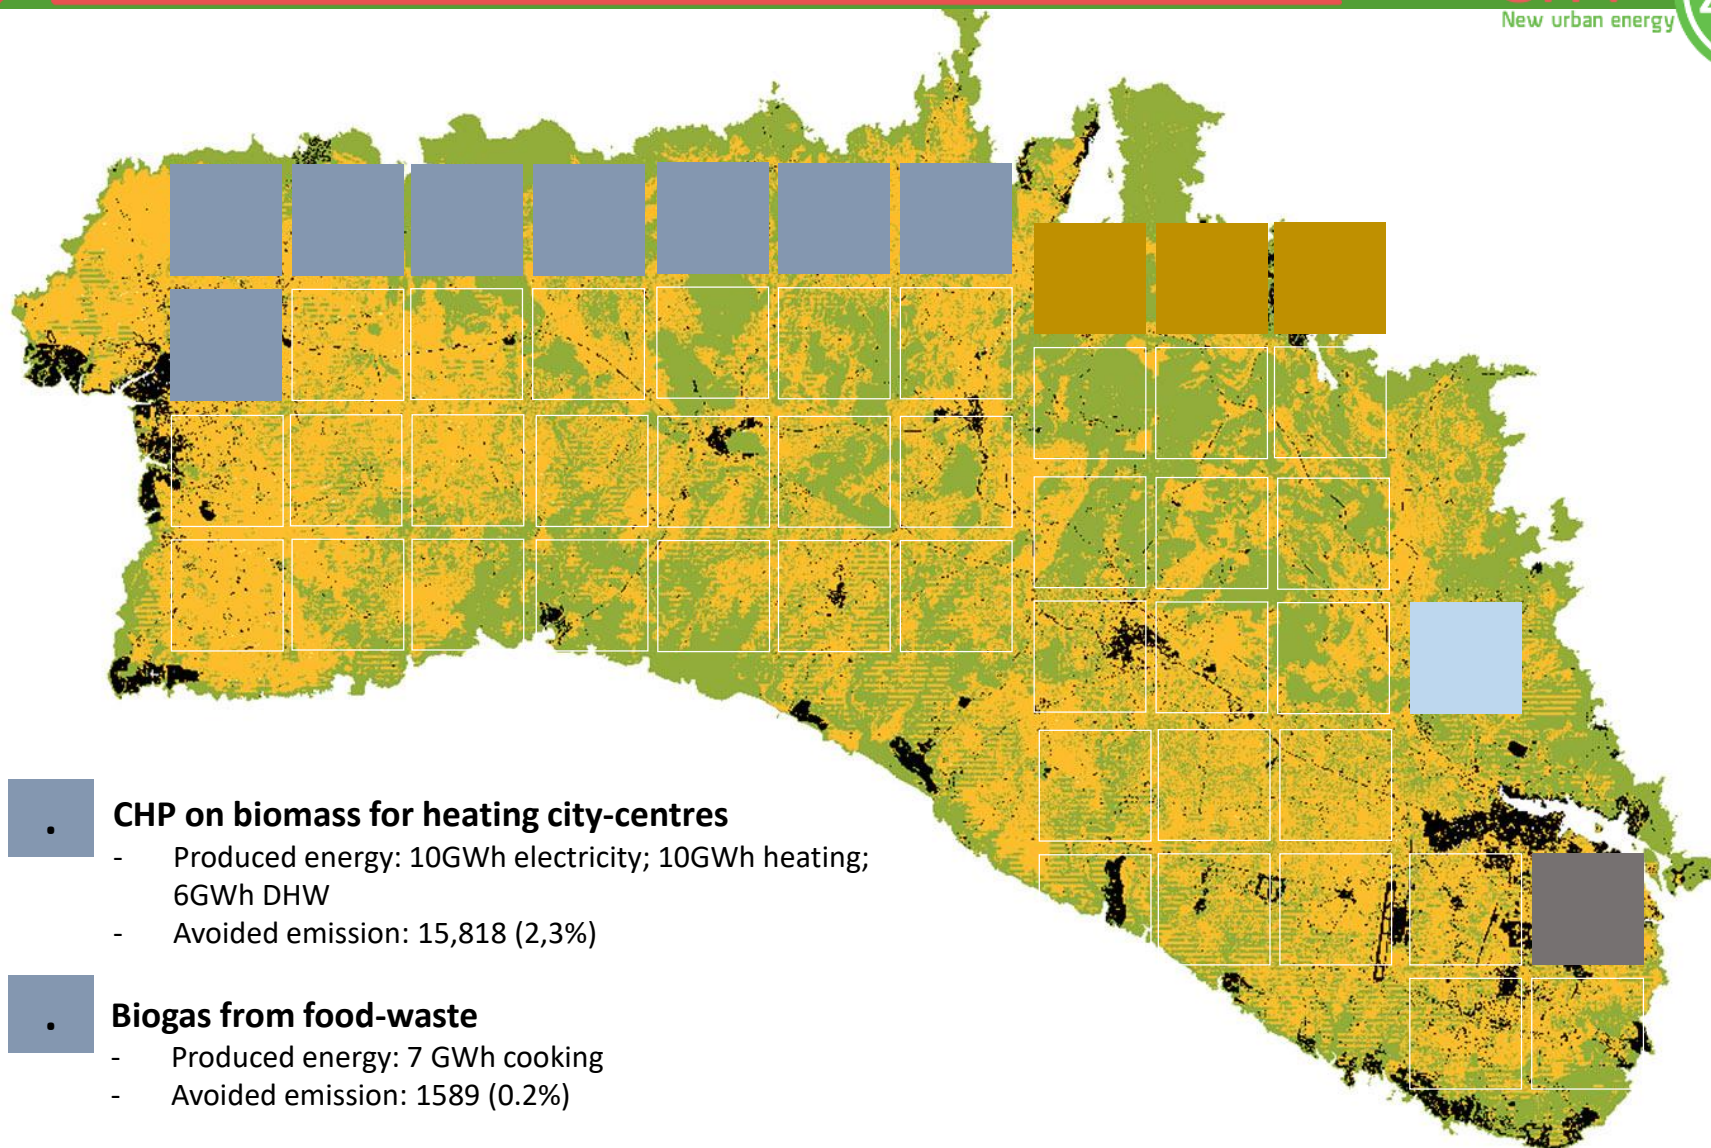 New urban energy
. CHP on biomass for heating city-centres
- Produced energy: 10GWh electricity; 10GWh heating;
6GWh DHW
- Avoided emission: 15,818 (2,3%)
. Biogas from food-waste
- Produced energy: 7 GWh cooking
- Avoided emission: 1589 (0.2%)